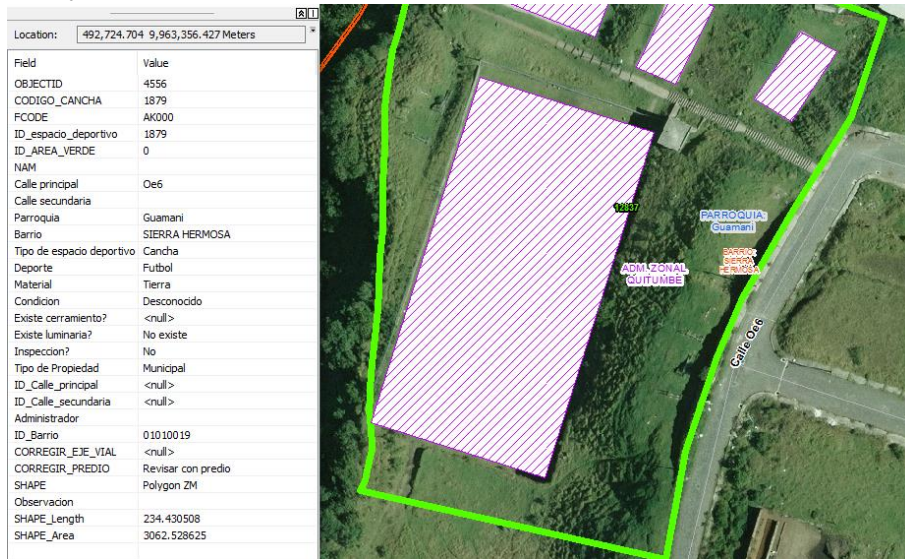 Location: 492,724.704 9,963,356.427 Meters
Field Value
OBJECTID 4556
CODIGO_CANCHA 1879
FCODE AK000
ID_espacio_deportivo 1879
ID_AREA_VERDE 0
NAM
Calle principal Oe6
Calle secundaria
Parroquia Guamani
Barrio SIERRA HERMOSA
Tipo de espacio deportivo Cancha
Deporte Futbol
Material Tierra
Condicion Desconocido
Existe cerramiento? <null>
Existe luminaria? No existe
Inspeccion? No
Tipo de Propiedad Municipal
ID_Calle_principal <null>
ID_Calle_secundaria <null>
Administrador
ID_Barrio 01010019
CORREGIR_EJE_VIAL <null>
CORREGIR_PREDIO Revisar con predio
SHAPE Polygon ZM
Observacion
SHAPE_Length 234.430508
SHAPE_Area 3062.528625
12837
PARROQUIA:
Guamani
BARRIO:
SIERRA
HERMOSA
ADM. ZONAL
QUITUMBE
Calle Oe6